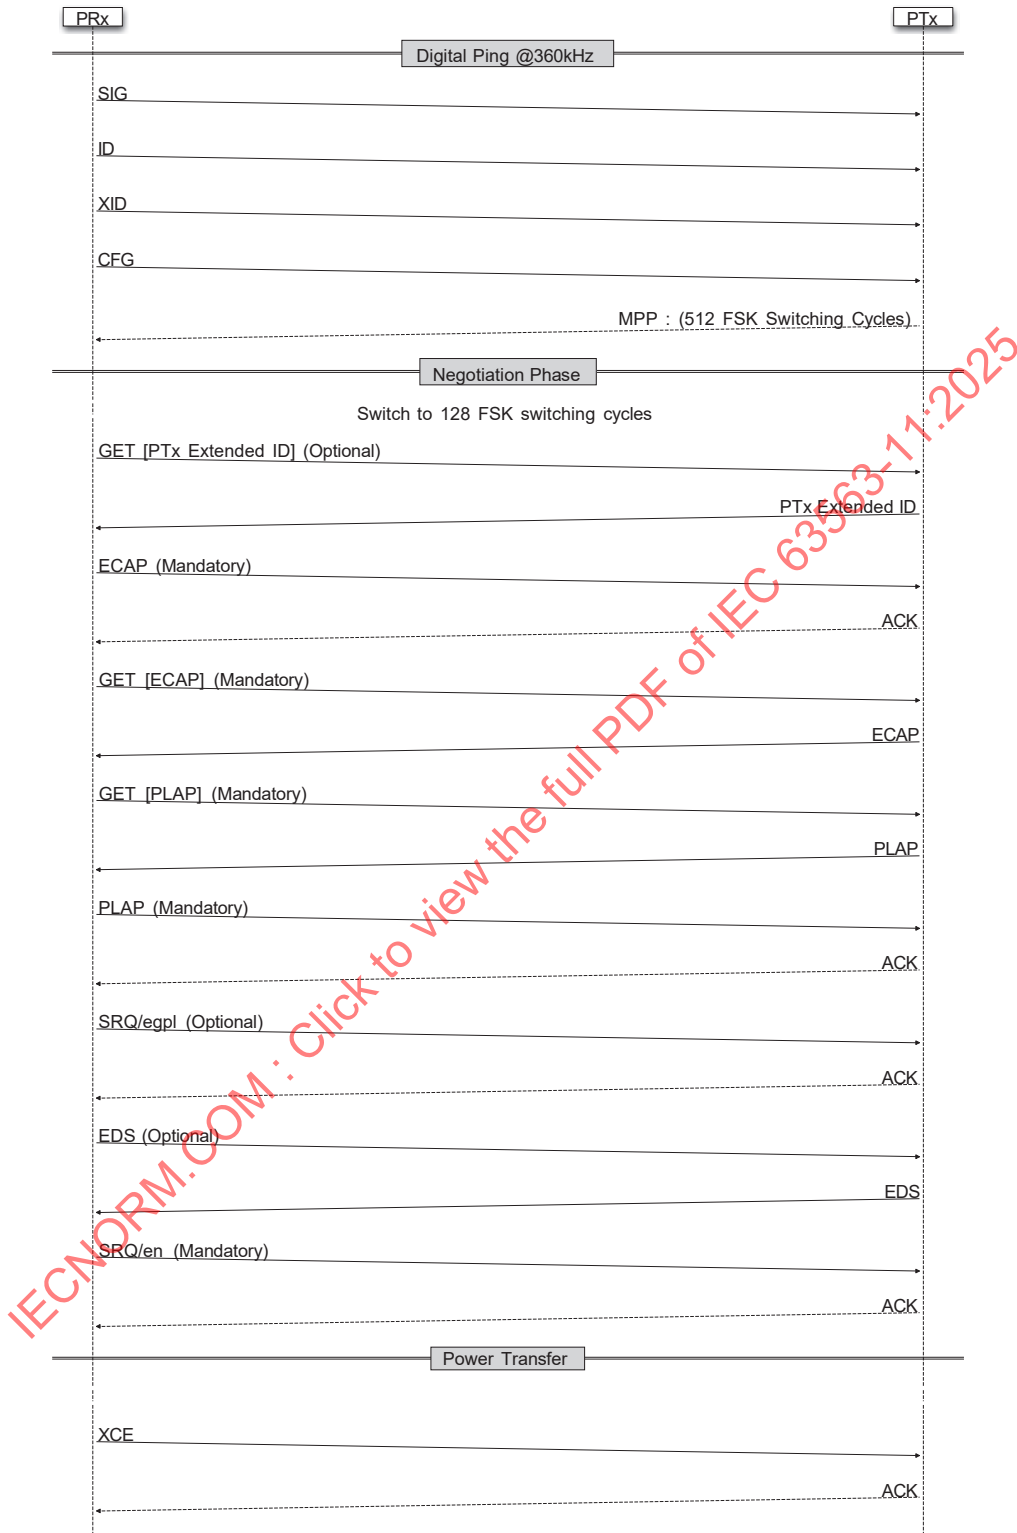 PRx
PTx
Digital Ping @360kHz
SIG
ID
XID
CFG
MPP : (512 FSK Switching Cycles)
Negotiation Phase
Switch to 128 FSK switching cycles
GET [PTx Extended ID] (Optional)
PTx Extended ID
ECAP (Mandatory)
ACK
GET [ECAP] (Mandatory)
ECAP
GET [PLAP] (Mandatory)
PLAP
PLAP (Mandatory)
ACK
SRQ/egpl (Optional)
ACK
EDS (Optional)
EDS
SRQ/en (Mandatory)
ACK
Power Transfer
XCE
ACK
IECNORM.COM : Click to view the full PDF of IEC 63563-11:2025